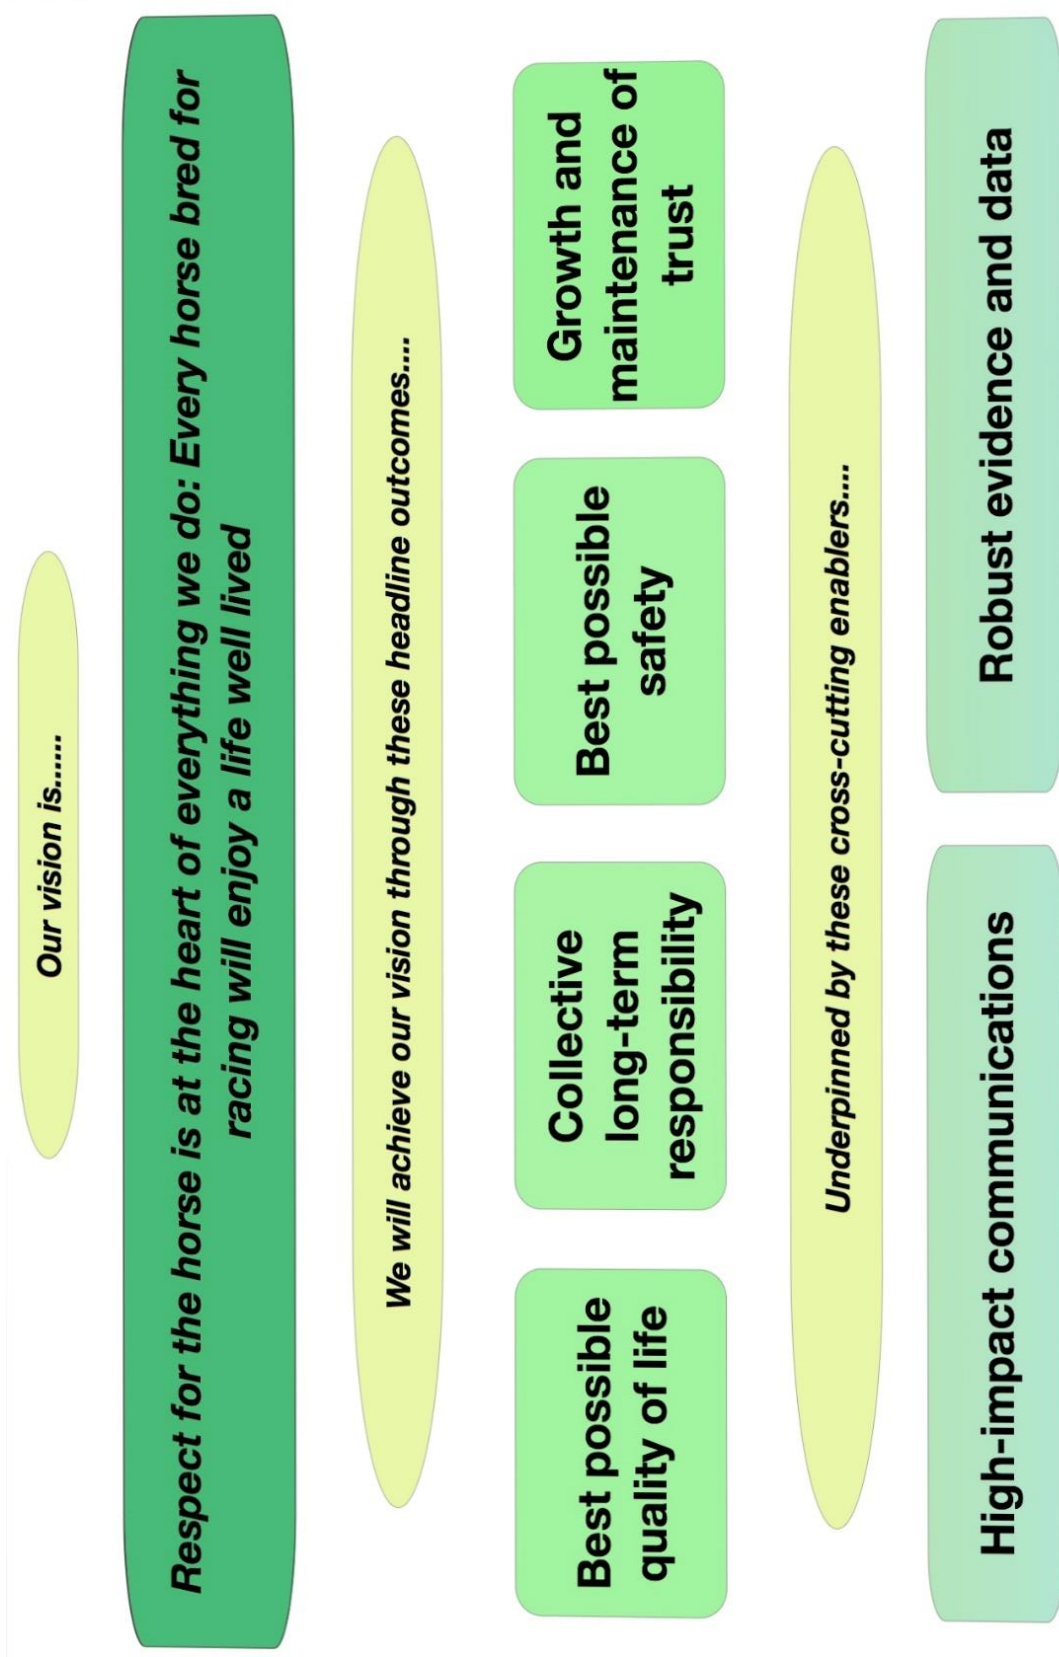 Our vision is......
Respect for the horse is at the heart of everything we do: Every horse bred for
racing will enjoy a life well lived
We will achieve our vision through these headline outcomes....
Best possible
quality of life
Collective
long-term
responsibility
Best possible
safety
Growth and
maintenance of
trust
Underpinned by these cross-cutting enablers....
High-impact communications
Robust evidence and data